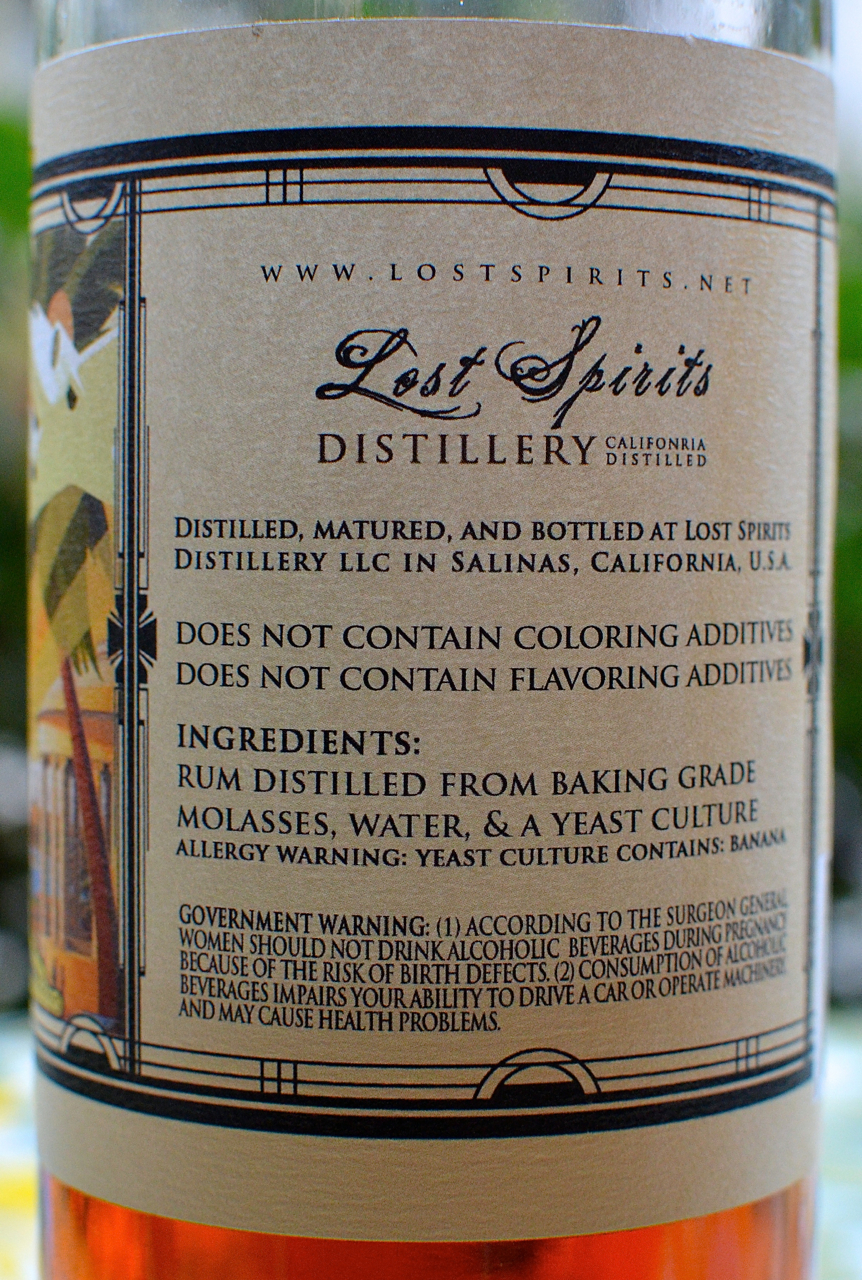 WWW.LOSTSPIRITS.NET
Lost Spirits
DISTILLERY CALIFONRIA DISTILLED
DISTILLED, MATURED, AND BOTTLED AT LOST SPIRITS
DISTILLERY LLC IN SALINAS, CALIFORNIA, U.S.A.
DOES NOT CONTAIN COLORING ADDITIVES
DOES NOT CONTAIN FLAVORING ADDITIVES
INGREDIENTS:
RUM DISTILLED FROM BAKING GRADE
MOLASSES, WATER, & A YEAST CULTURE
ALLERGY WARNING: YEAST CULTURE CONTAINS: BANANA
GOVERNMENT WARNING: (1) ACCORDING TO THE SURGEON GENERAL
WOMEN SHOULD NOT DRINK ALCOHOLIC BEVERAGES DURING PREGNANCY
BECAUSE OF THE RISK OF BIRTH DEFECTS. (2) CONSUMPTION OF ALCOHOLIC
BEVERAGES IMPAIRS YOUR ABILITY TO DRIVE A CAR OR OPERATE MACHINERY
AND MAY CAUSE HEALTH PROBLEMS.